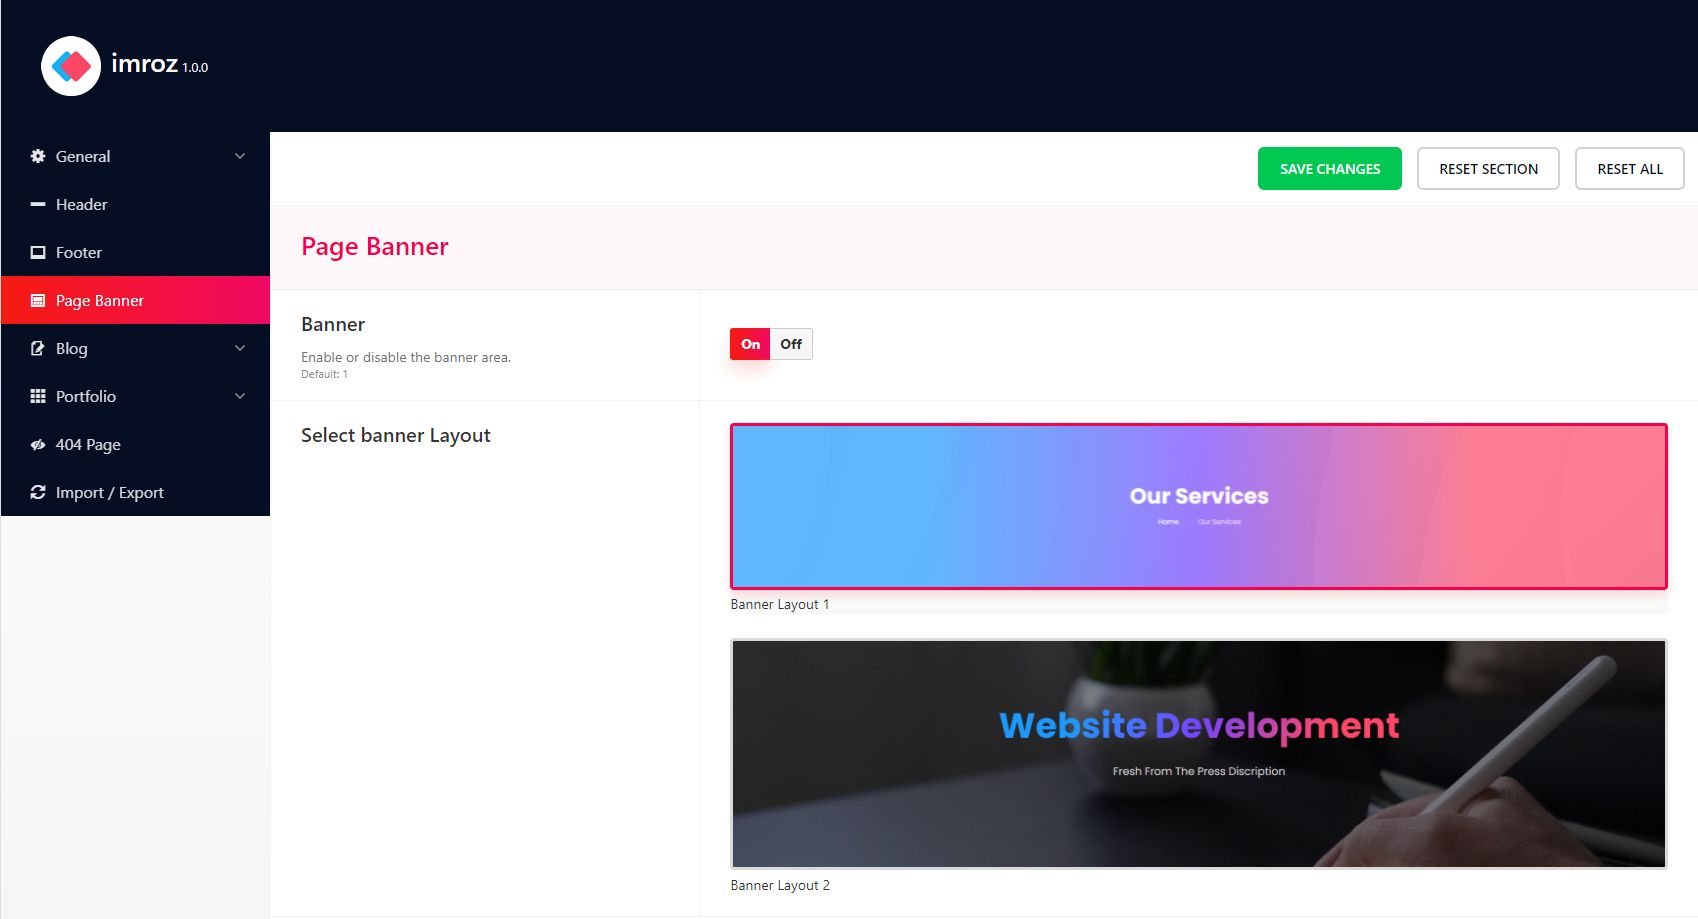 imroz 1.0.0
General
Header
Footer
Page Banner
Blog
Portfolio
404 Page
Import / Export
SAVE CHANGES
RESET SECTION
RESET ALL
Page Banner
Banner
Enable or disable the banner area.
Default: 1
On
Off
Select banner Layout
Our Services
Home
Our Services
Banner Layout 1
Website Development
Fresh From The Press Discription
Banner Layout 2